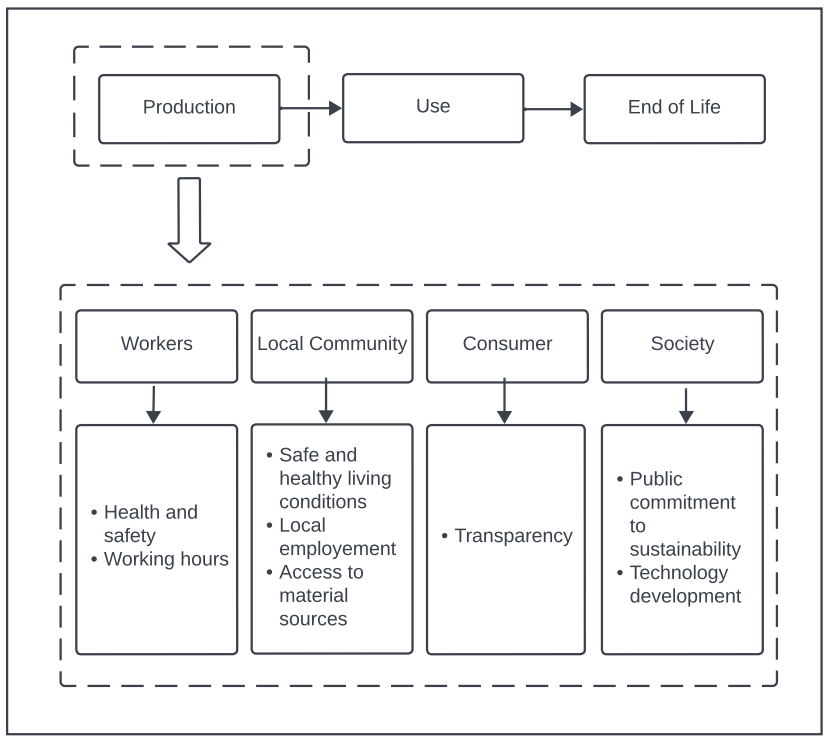 Production
Use
End of Life
Workers
Local Community
Consumer
Society
• Health and
safety
• Working hours
• Safe and
healthy living
conditions
• Local
employement
• Access to
material
sources
• Transparency
• Public
commitment
to
sustainability
• Technology
development